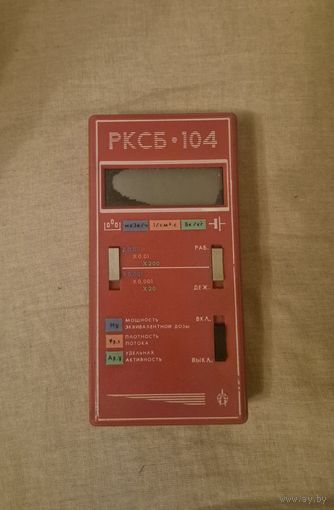 РКСБ·104
мкЗв/ч 1/см²·с Бк/кг
РАБ.
X 0.01
X 200
X 0,001
X 20
ДЕЖ.
ВКЛ.
МОЩНОСТЬ
ЭКВИВАЛЕНТНОЙ ДОЗЫ
ПЛОТНОСТЬ
ПОТОКА
УДЕЛЬНАЯ
АКТИВНОСТЬ
ВЫКЛ.
www.ay.by